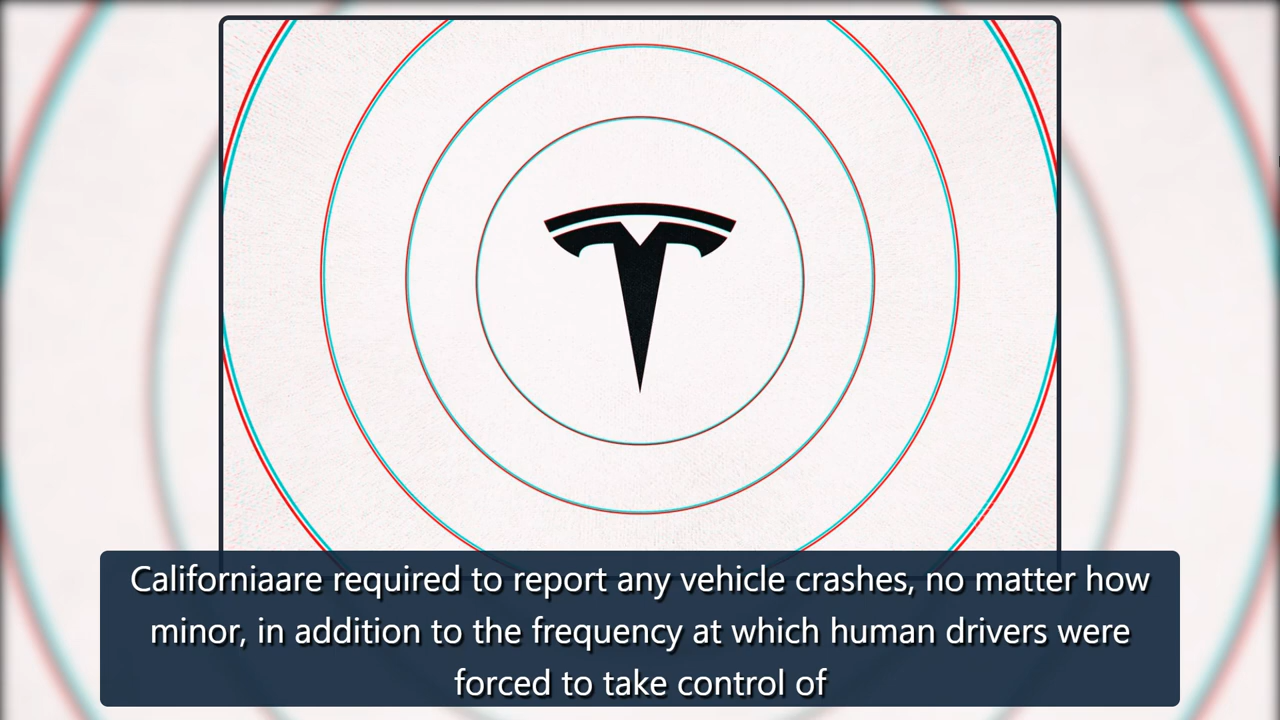 Californiaare required to report any vehicle crashes, no matter how
minor, in addition to the frequency at which human drivers were
forced to take control of